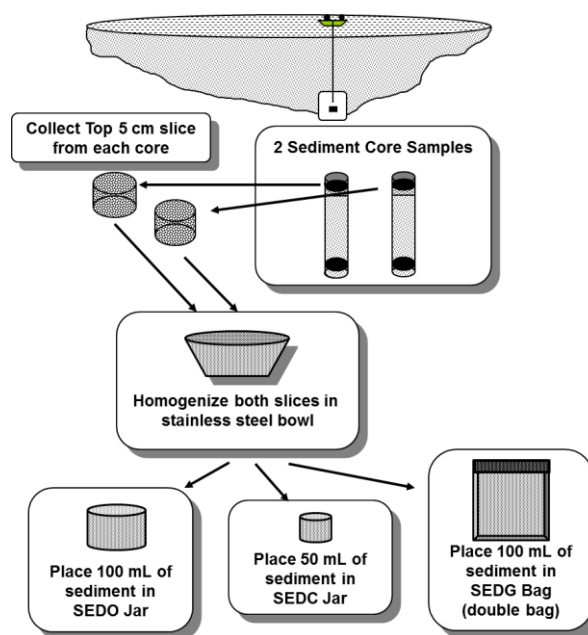 Collect Top 5 cm slice
from each core
2 Sediment Core Samples
Homogenize both slices in
stainless steel bowl
Place 100 mL of
sediment in
SEDO Jar
Place 50 mL of
sediment in
SEDC Jar
Place 100 mL of
sediment in
SEDG Bag
(double bag)